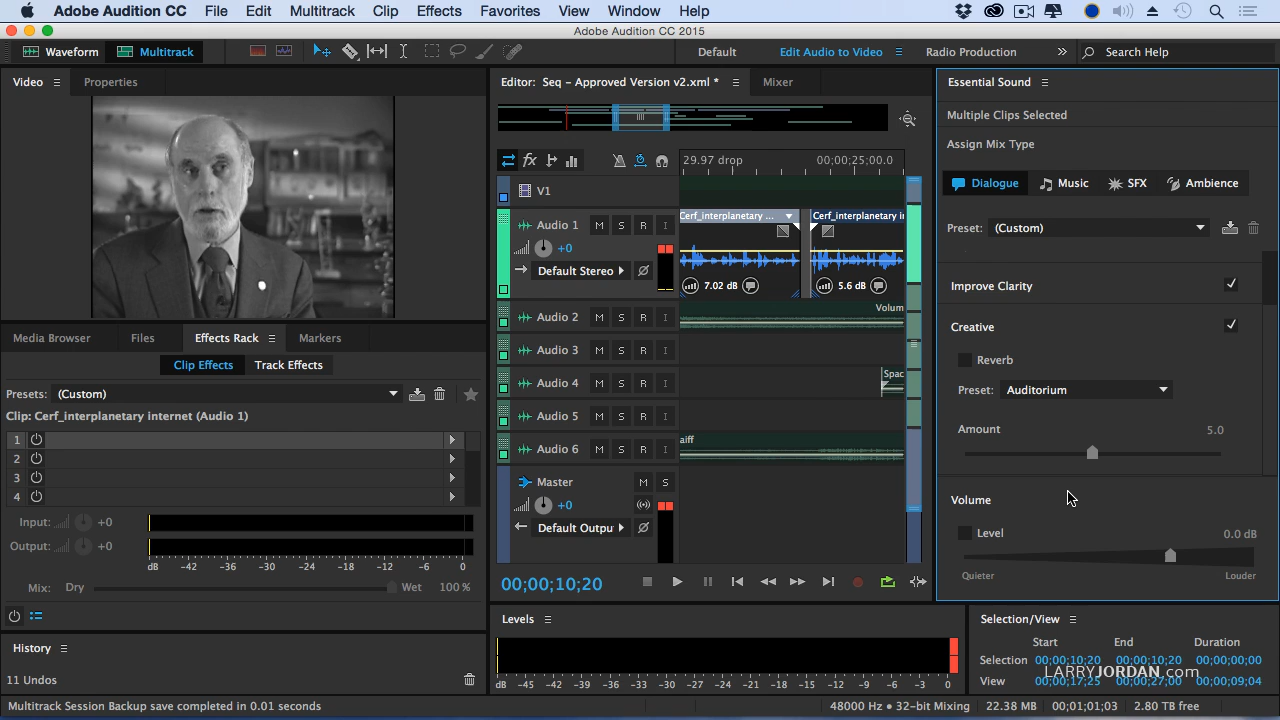 Adobe Audition CC File Edit Multitrack Clip Effects Favorites View Window Help
Adobe Audition CC 2015
Waveform Multitrack Default Edit Audio to Video Radio Production Search Help
Video Properties
Editor: Seq - Approved Version v2.xml * Mixer
Essential Sound
Multiple Clips Selected
Assign Mix Type
Dialogue Music SFX Ambience
Preset: (Custom)
Improve Clarity
Creative
Reverb
Preset: Auditorium
Amount 5.0
Volume
Level 0.0 dB
Quieter Louder
29.97 drop 00;00;25;00.0
V1
Audio 1 M S R I
+0
Default Stereo
Cerf_interplanetary ... Cerf_interplanetary i
7.02 dB 5.6 dB
Audio 2 M S R I Volum
Audio 3 M S R I
Audio 4 M S R I Spac
Audio 5 M S R I
Audio 6 M S R I aiff
Master M S
+0
Default Outpu
00;00;10;20
Media Browser Files Effects Rack Markers
Clip Effects Track Effects
Presets: (Custom)
Clip: Cerf_interplanetary internet (Audio 1)
1
2
3
4
Input: +0
Output: +0
dB -42 -36 -30 -24 -18 -12 -6 0
Mix: Dry Wet 100 %
History
11 Undos
Levels
dB -45 -42 -39 -36 -33 -30 -27 -24 -21 -18 -15 -12 -9 -6 -3 0
Selection/View
Start End Duration
Selection 00;00;10;20 00;00;10;20 00;00;00;00
View 00;00;17;25 00;00;27;00 00;00;09;04
LARRYJORDAN.com
Multitrack Session Backup save completed in 0.01 seconds 48000 Hz • 32-bit Mixing 22.38 MB 00;01;01;03 2.80 TB free